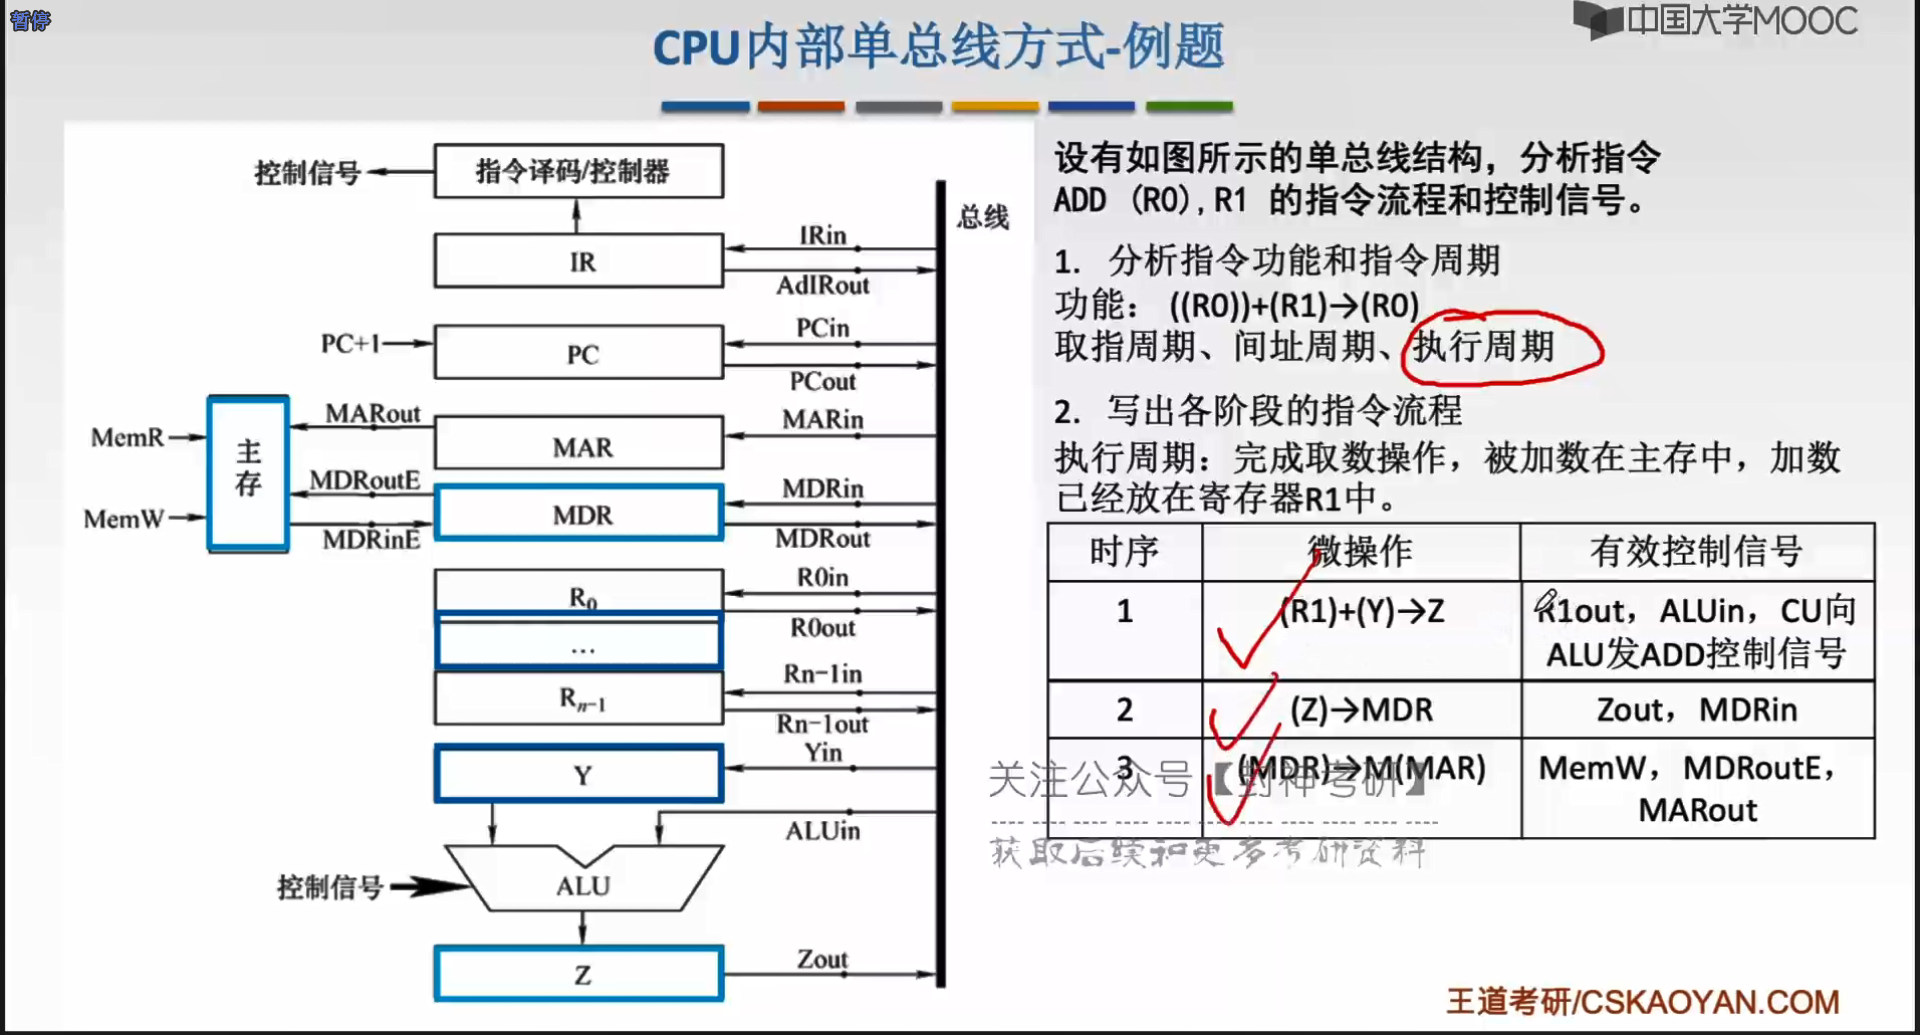 暂停
中国大学MOOC
CPU内部单总线方式-例题
控制信号
指令译码/控制器
总线
IR
IRin
AdIRout
PC+1
PC
PCin
PCout
MemR
MemW
主存
MARout
MAR
MARin
MDRoutE
MDRinE
MDR
MDRin
MDRout
R0
R0in
R0out
...
Rn-1
Rn-1in
Rn-1out
Y
Yin
ALUin
控制信号
ALU
Z
Zout
设有如图所示的单总线结构，分析指令
ADD (R0),R1 的指令流程和控制信号。
1. 分析指令功能和指令周期
功能： ((R0))+(R1)→(R0)
取指周期、间址周期、执行周期
2. 写出各阶段的指令流程
执行周期：完成取数操作，被加数在主存中，加数
已经放在寄存器R1中。
时序 微操作 有效控制信号
1 (R1)+(Y)→Z R1out，ALUin，CU向
ALU发ADD控制信号
2 (Z)→MDR Zout，MDRin
3 (MDR)→M(MAR) MemW，MDRoutE，
MARout
关注公众号【封神考研】
获取后续和更多考研资料
王道考研/CSKAOYAN.COM